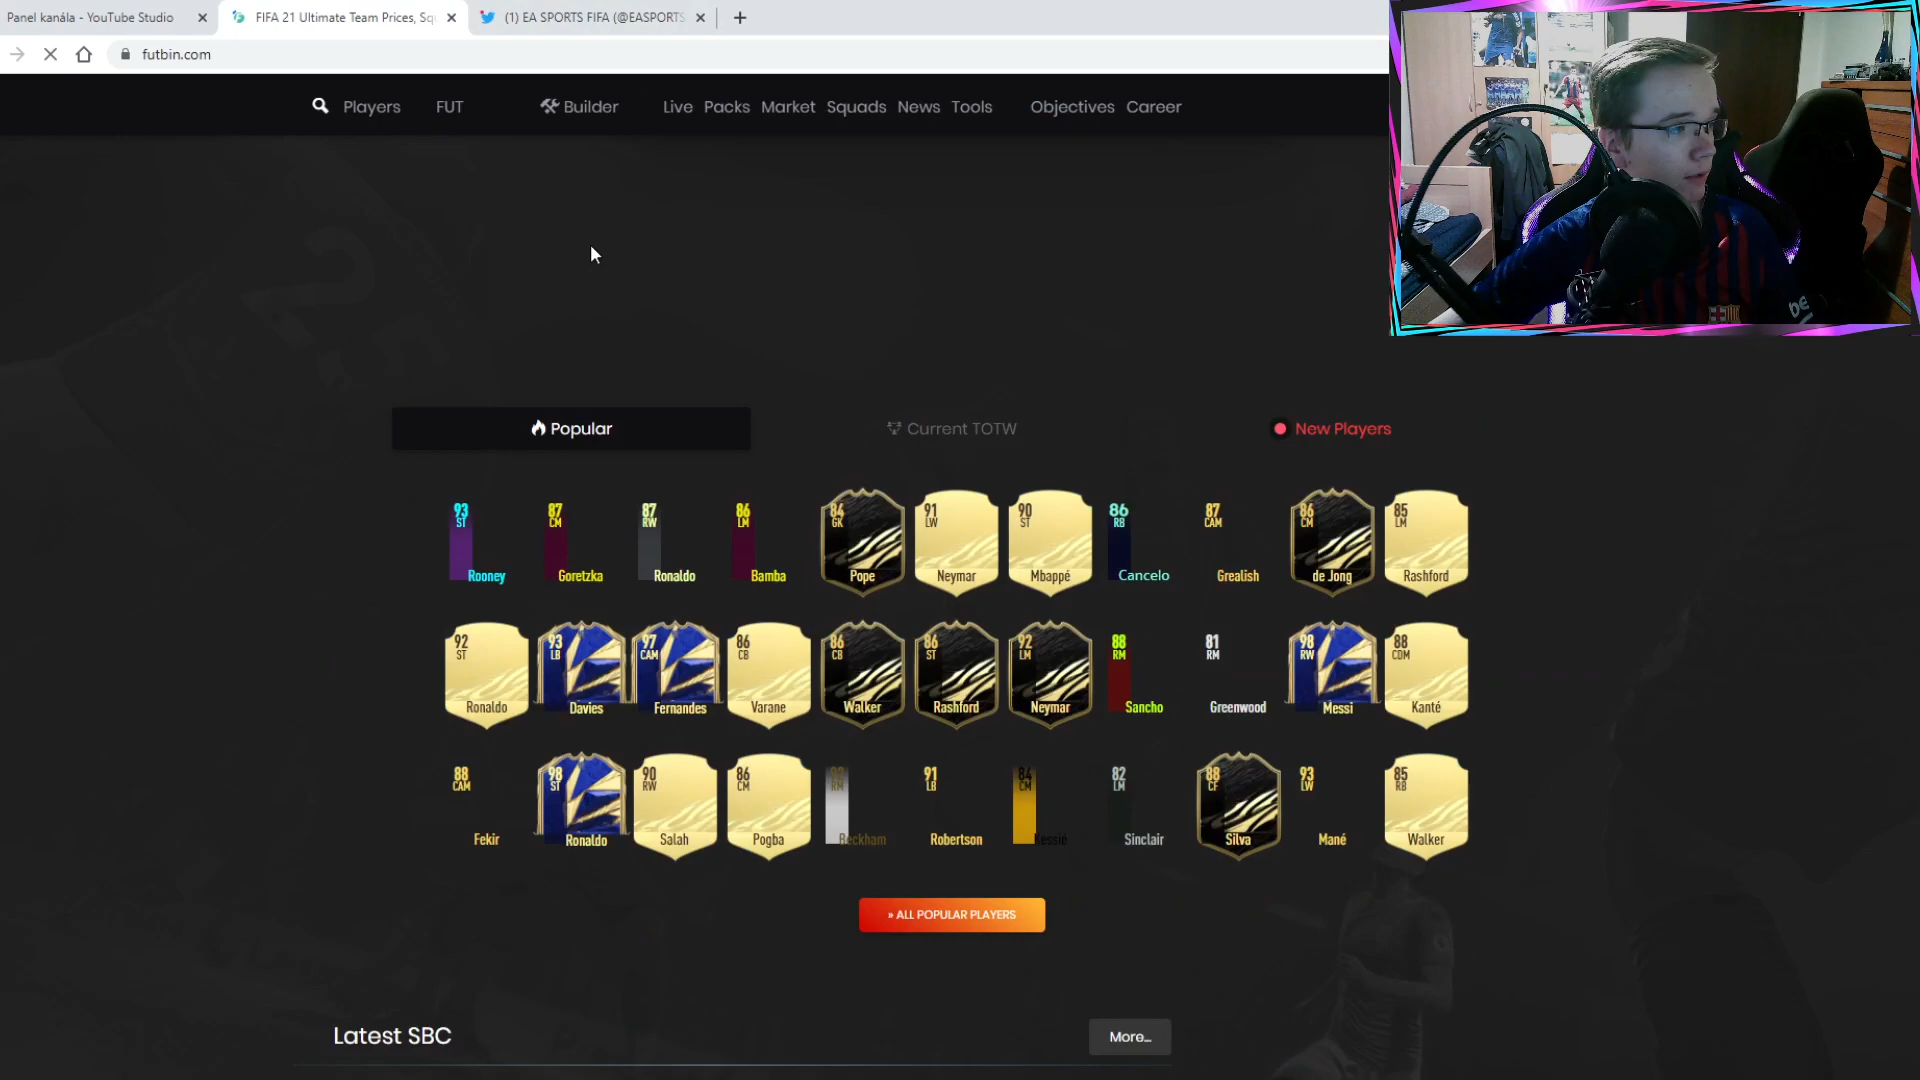 Panel kanála - YouTube Studio
FIFA 21 Ultimate Team Prices, Squ
(1) EA SPORTS FIFA (@EASPORTS
futbin.com
Players FUT Builder Live Packs Market Squads News Tools Objectives Career
Popular Current TOTW New Players
93 87 87 86 84 91 90 86 87 86 85
ST CM RW LM GK LW ST RB CAM CM LM
Rooney Goretzka Ronaldo Bamba Pope Neymar Mbappé Cancelo Grealish de Jong Rashford
92 93 97 86 86 86 92 88 81 98 88
ST LB CAM CB CB ST LM RM RM RW CDM
Ronaldo Davies Fernandes Varane Walker Rashford Neymar Sancho Greenwood Messi Kanté
88 98 90 86 91 84 82 88 93 85
CAM ST RW CM RM LB CM LM CF LW RB
Fekir Ronaldo Salah Pogba Beckham Robertson Kessié Sinclair Silva Mané Walker
» ALL POPULAR PLAYERS
Latest SBC More...